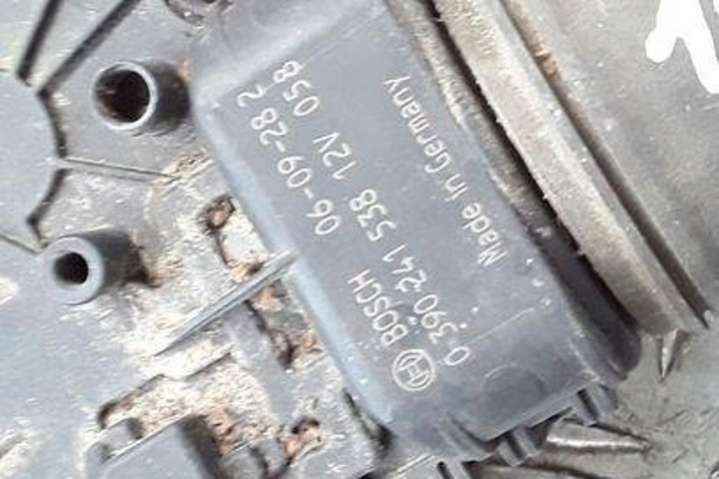 BOSCH 06-09-28 2
0 390 241 538 12V 058
Made in Germany